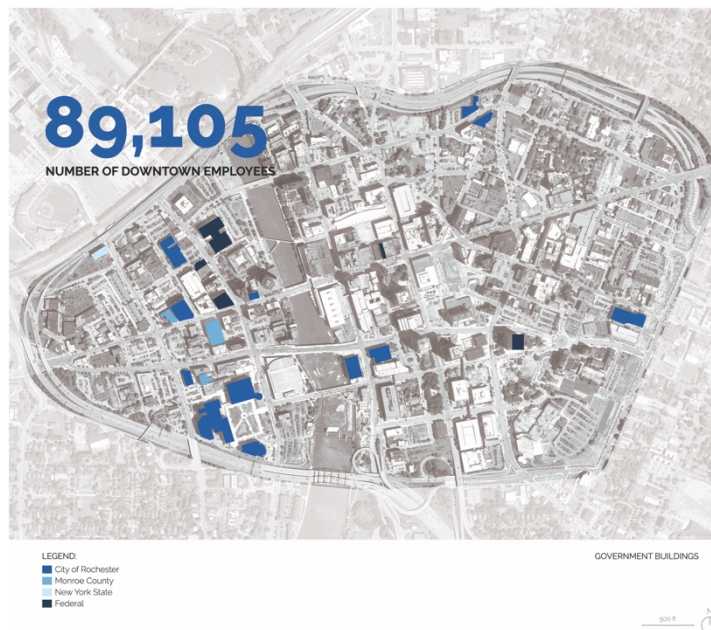 89,105
NUMBER OF DOWNTOWN EMPLOYEES
LEGEND:
City of Rochester
Monroe County
New York State
Federal
GOVERNMENT BUILDINGS
500 ft
N